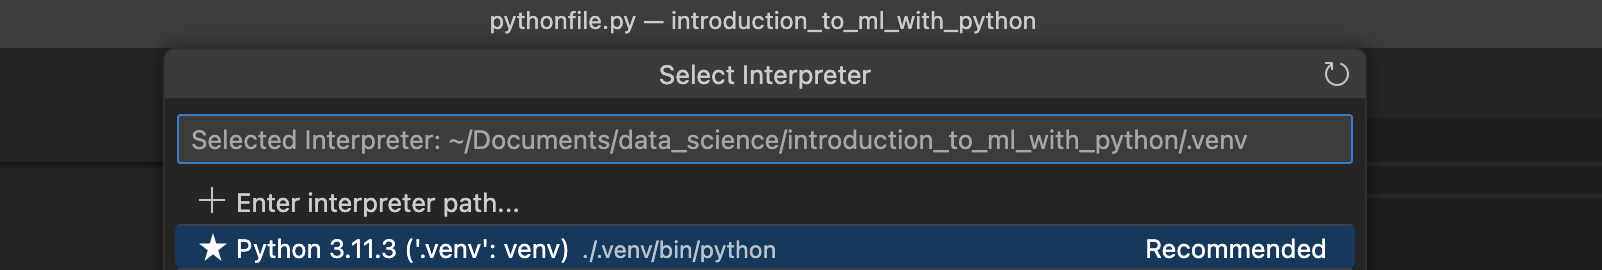 pythonfile.py — introduction_to_ml_with_python
Select Interpreter
Selected Interpreter: ~/Documents/data_science/introduction_to_ml_with_python/.venv
Enter interpreter path...
Python 3.11.3 ('.venv': venv) ./.venv/bin/python Recommended